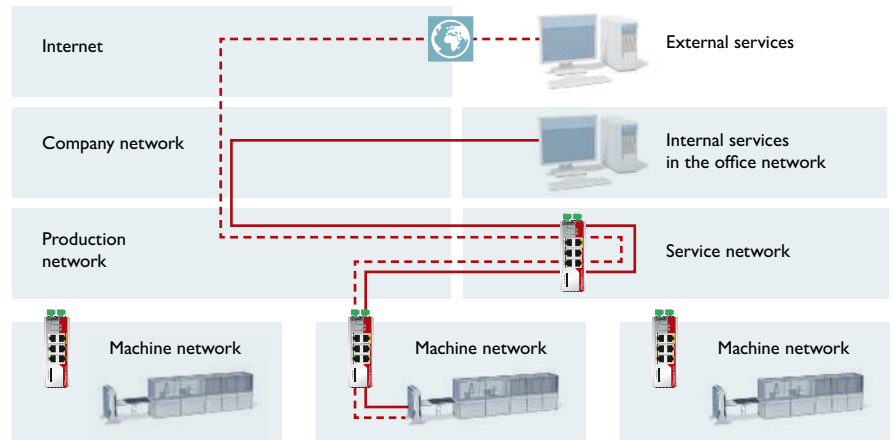 Internet
External services
Company network
Internal services
in the office network
Production
network
Service network
Machine network
Machine network
Machine network